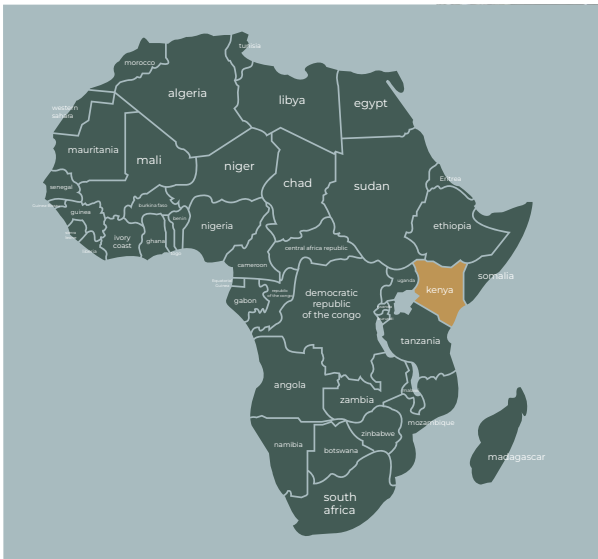 tunisia
morocco
algeria
libya
egypt
western
sahara
mauritania
mali
niger
chad
sudan
Eritrea
senegal
guinea
burkina faso
benin
nigeria
ivory
coast
ghana
togo
ethiopia
central africa republic
cameroon
somalia
uganda
kenya
gabon
republic
of the congo
democratic
republic
of the congo
tanzania
angola
zambia
mozambique
zimbabwe
namibia
botswana
madagascar
south
africa